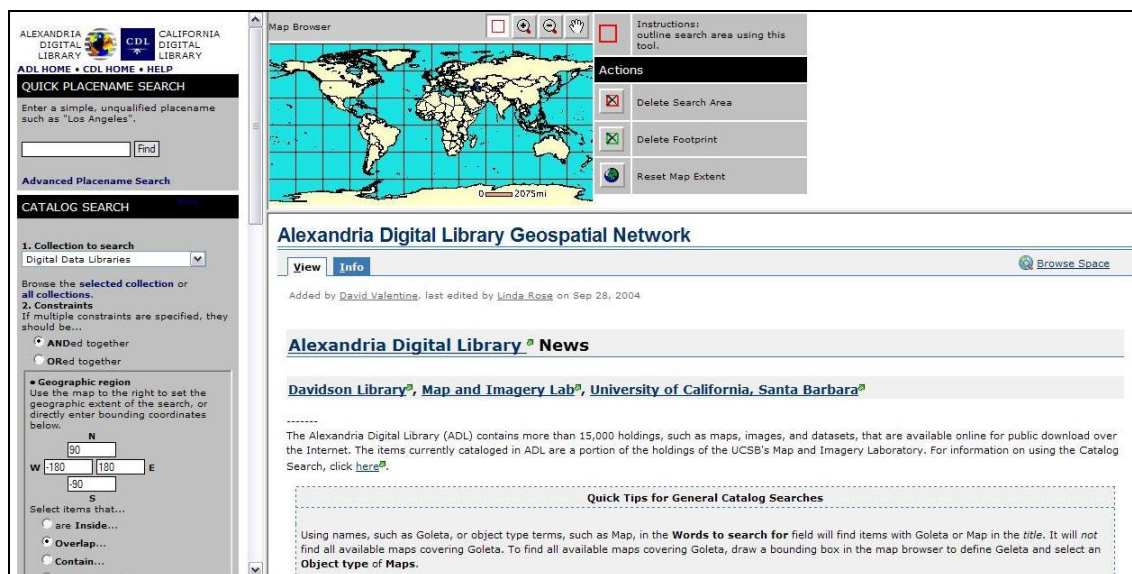 ALEXANDRIA
DIGITAL
LIBRARY
CDL
CALIFORNIA
DIGITAL
LIBRARY
ADL HOME • CDL HOME • HELP
QUICK PLACENAME SEARCH
Enter a simple, unqualified placename
such as "Los Angeles".
Find
Advanced Placename Search
CATALOG SEARCH
1. Collection to search
Digital Data Libraries
Browse the selected collection or
all collections.
2. Constraints
If multiple constraints are specified, they
should be...
ANDed together
ORed together
• Geographic region
Use the map to the right to set the
geographic extent of the search, or
directly enter bounding coordinates
below.
N
90
W -180 180 E
-90
S
Select items that...
are Inside...
Overlap...
Contain...
Map Browser
0 2075mi
Instructions:
outline search area using this
tool.
Actions
Delete Search Area
Delete Footprint
Reset Map Extent
Alexandria Digital Library Geospatial Network
View Info Browse Space
Added by David Valentine, last edited by Linda Rose on Sep 28, 2004
Alexandria Digital Library News
Davidson Library, Map and Imagery Lab, University of California, Santa Barbara
-------
The Alexandria Digital Library (ADL) contains more than 15,000 holdings, such as maps, images, and datasets, that are available online for public download over
the Internet. The items currently cataloged in ADL are a portion of the holdings of the UCSB's Map and Imagery Laboratory. For information on using the Catalog
Search, click here.
Quick Tips for General Catalog Searches
Using names, such as Goleta, or object type terms, such as Map, in the Words to search for field will find items with Goleta or Map in the title. It will not
find all available maps covering Goleta. To find all available maps covering Goleta, draw a bounding box in the map browser to define Geleta and select an
Object type of Maps.